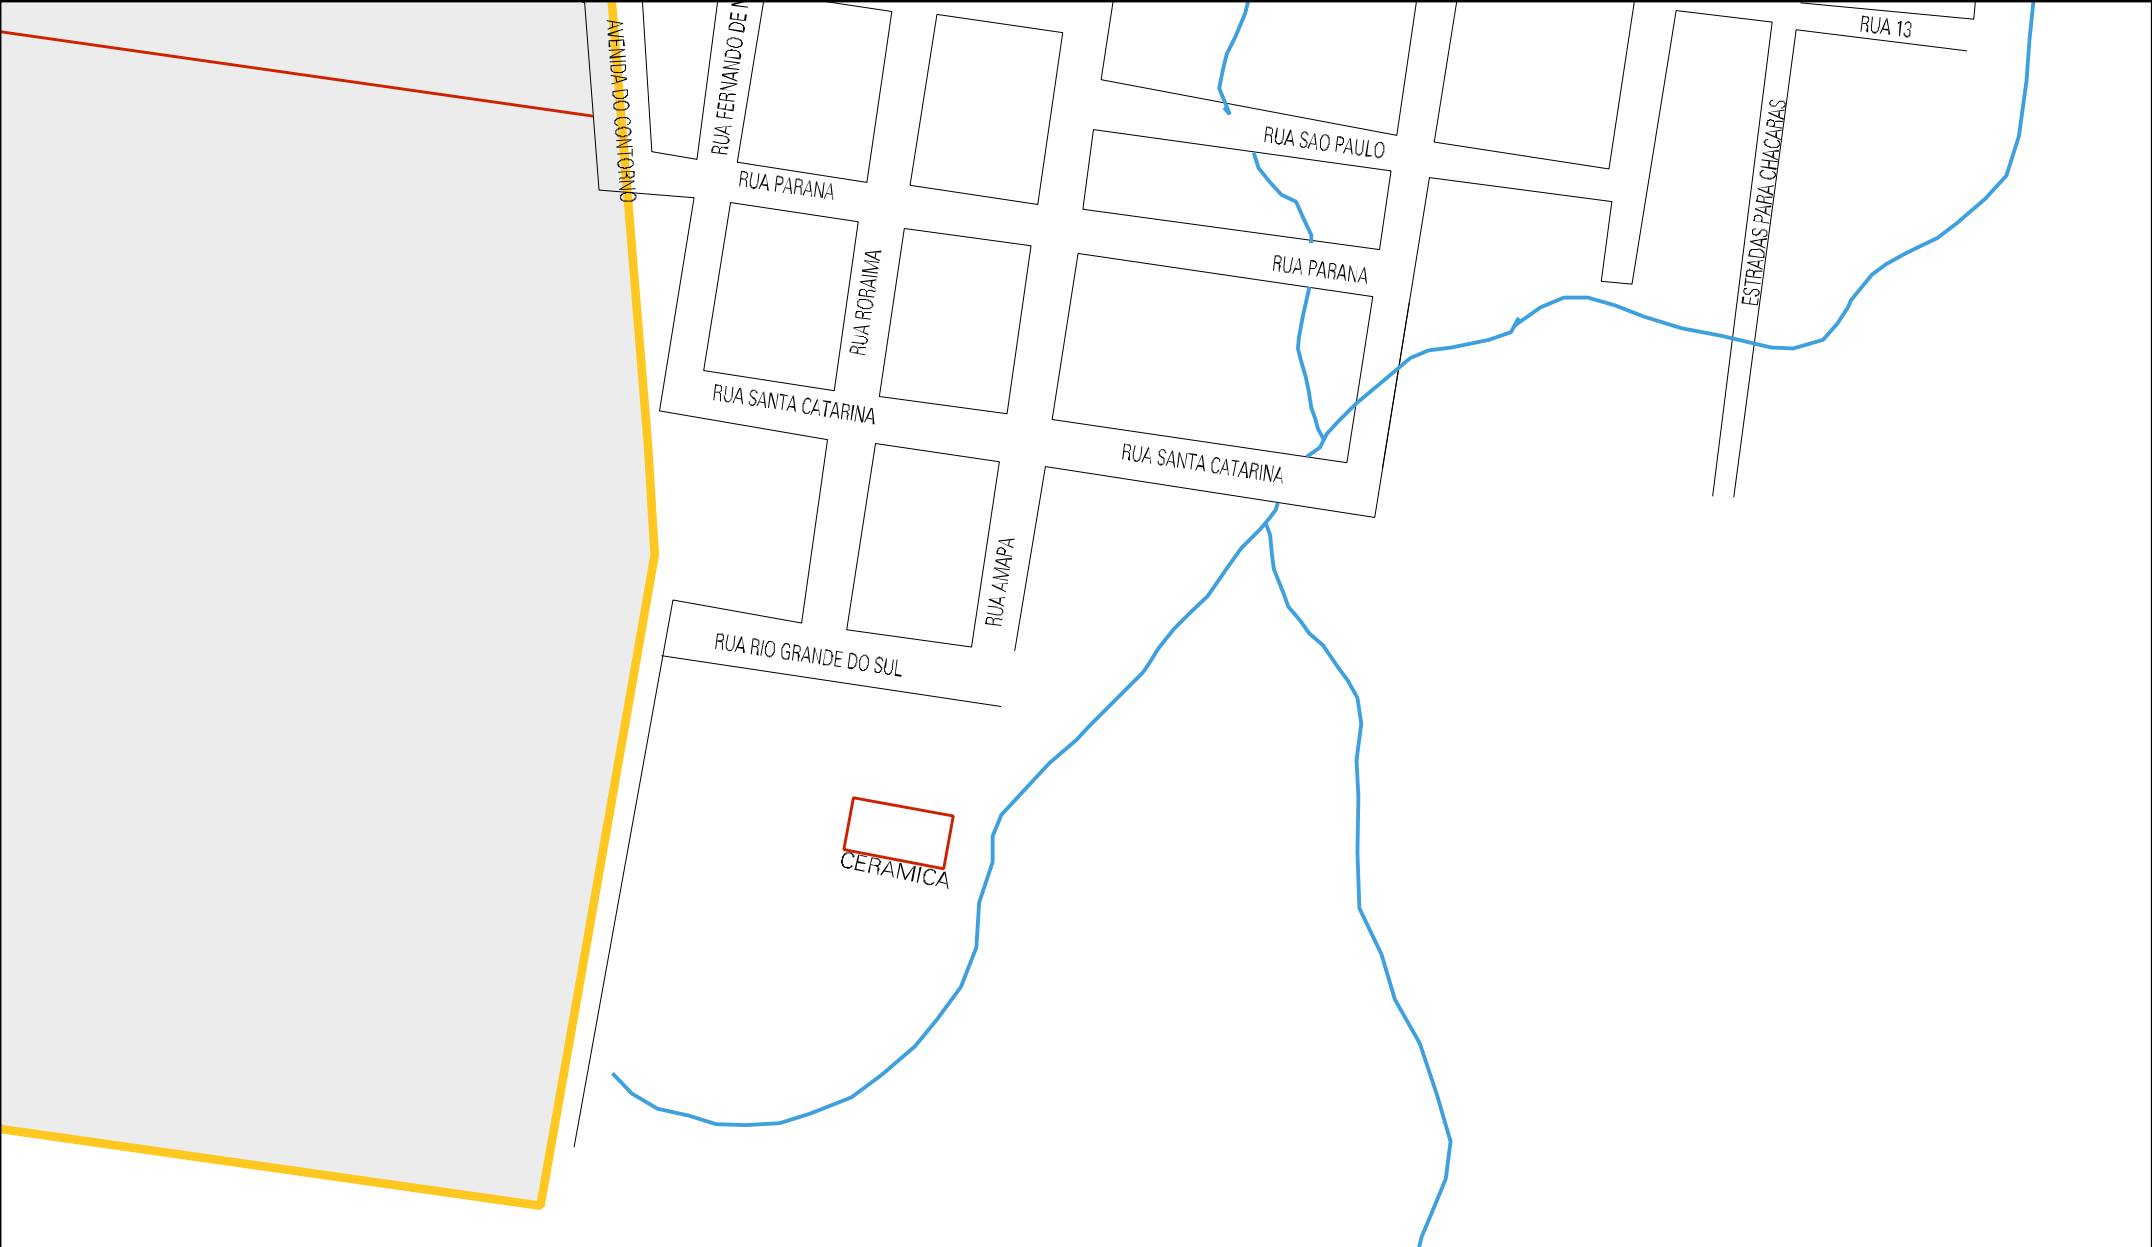 RUA 13
AVENIDA DO CONTORNO
RUA FERNANDO DE
RUA SAO PAULO
ESTRADAS PARA CHACARAS
RUA PARANA
RUA PARANA
RUA RORAIMA
RUA SANTA CATARINA
RUA SANTA CATARINA
RUA AMAPA
RUA RIO GRANDE DO SUL
CERAMICA